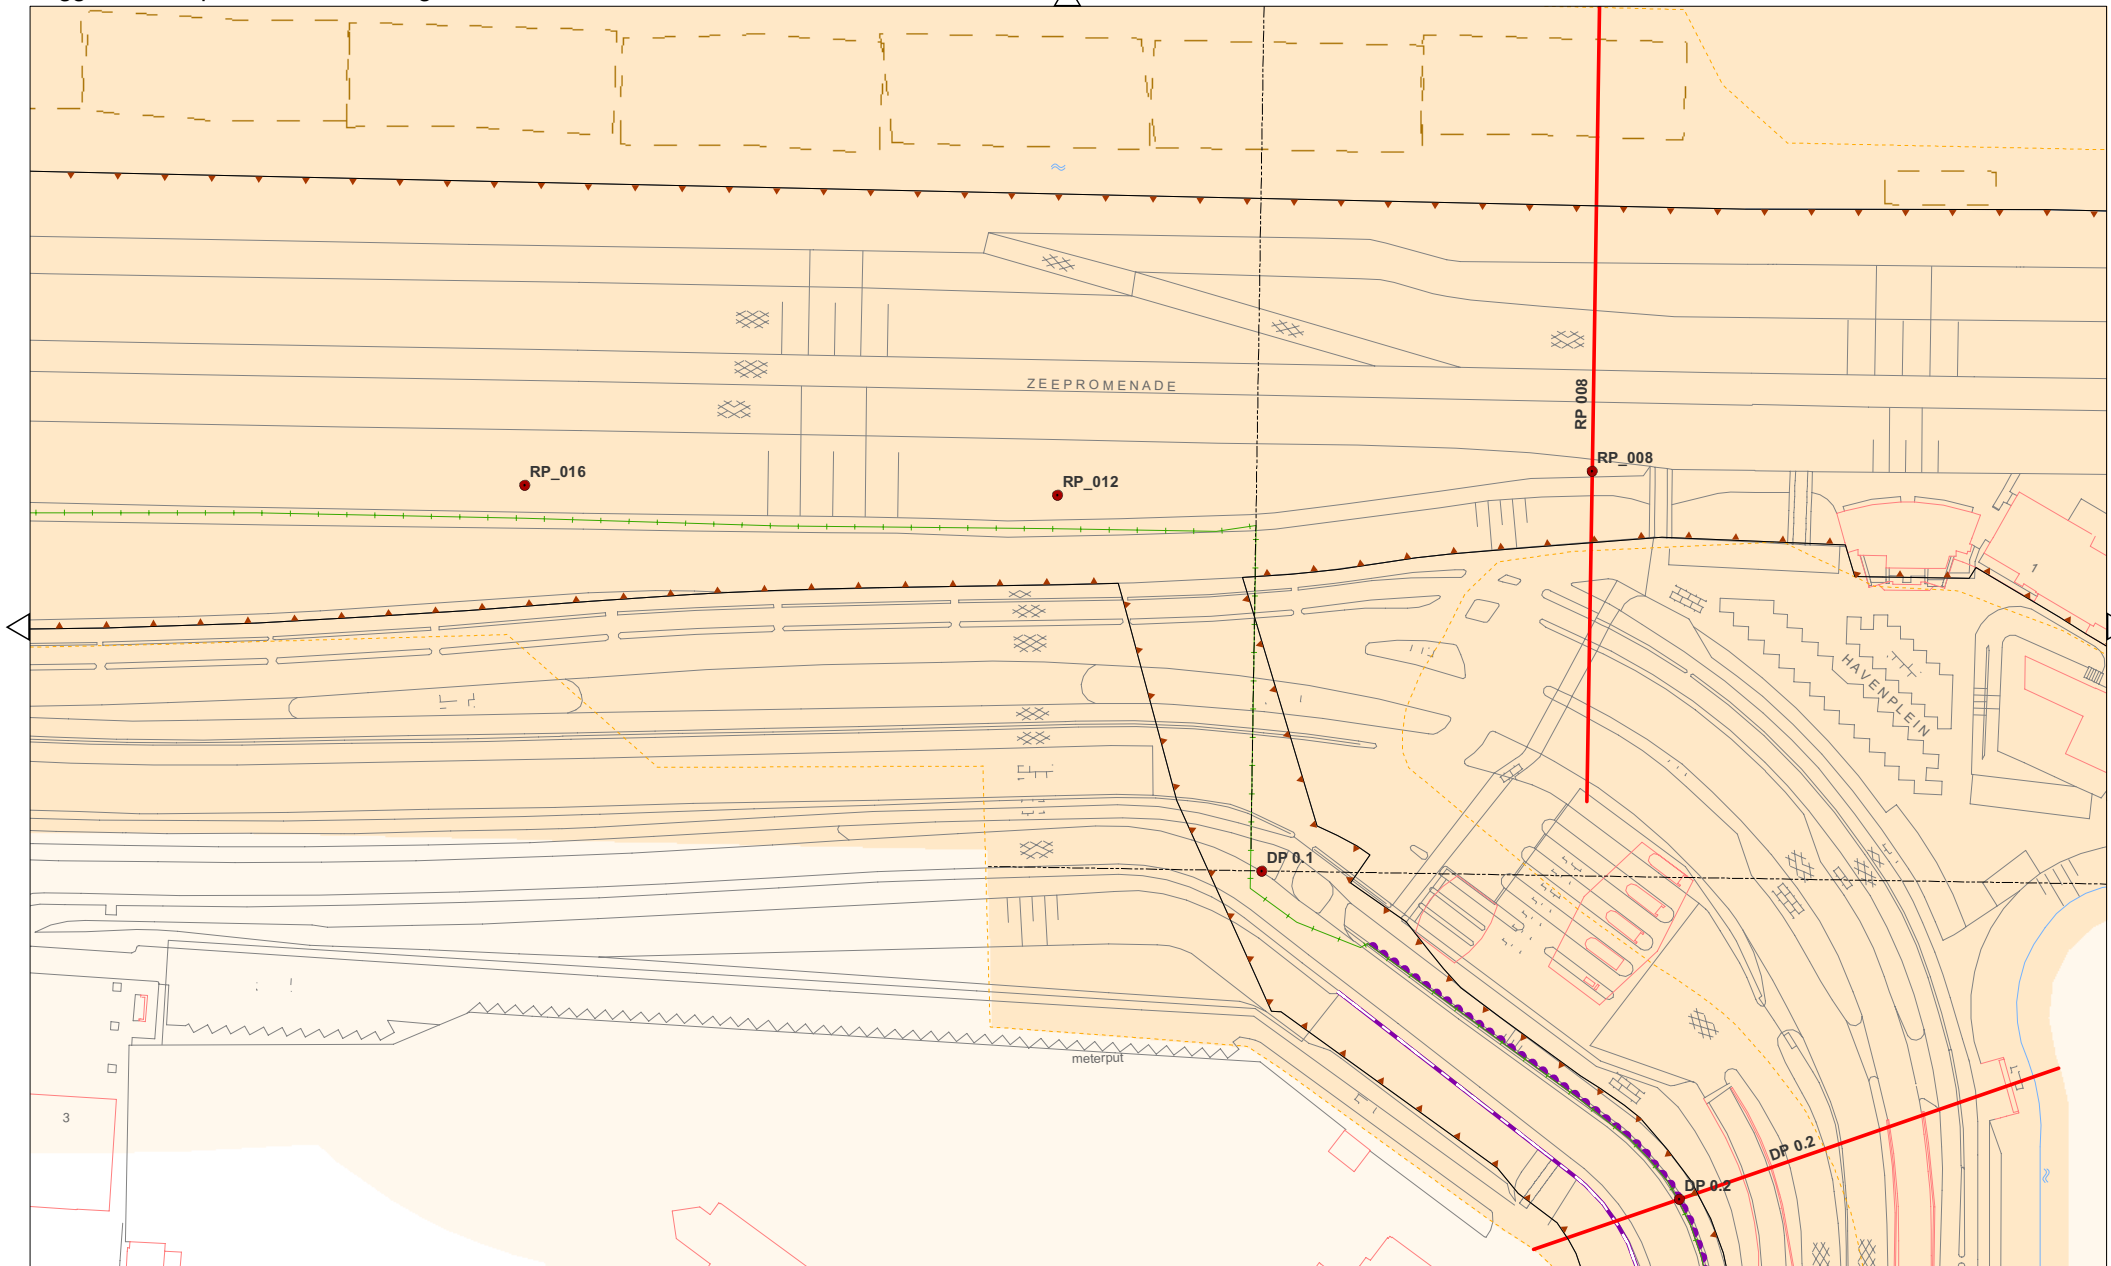 ZEEPROMENADE
RP 008
RP_008
RP_016
RP_012
1
HAVENPLEIN
DP 0.1
meterput
3
DP 0.2
DP 0.2